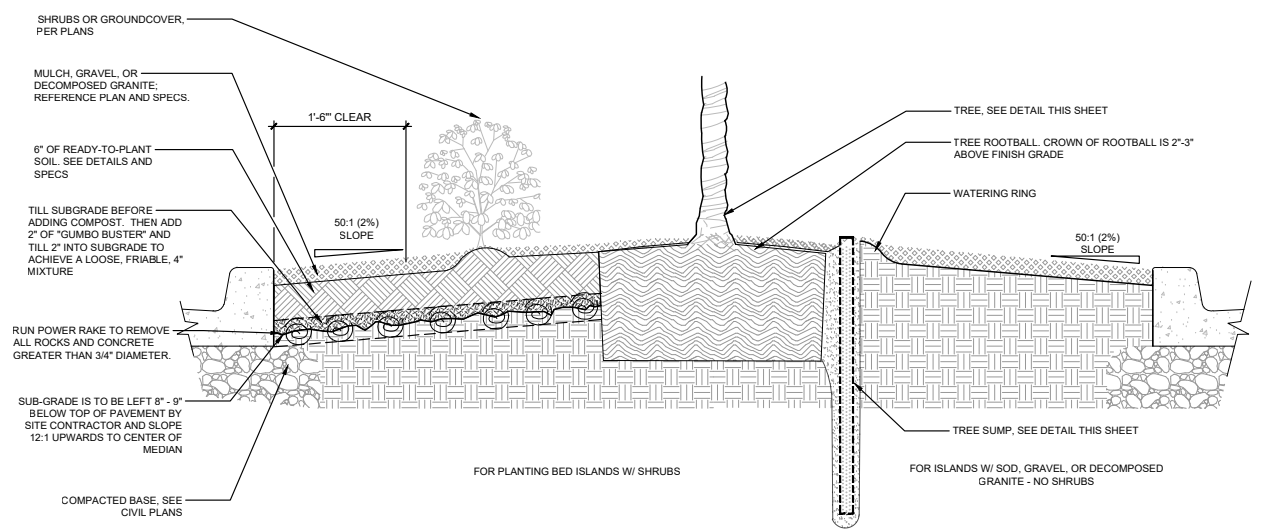 SHRUBS OR GROUNDCOVER,
PER PLANS
MULCH, GRAVEL, OR
DECOMPOSED GRANITE;
REFERENCE PLAN AND SPECS.
1'-6"" CLEAR
6" OF READY-TO-PLANT
SOIL. SEE DETAILS AND
SPECS
TILL SUBGRADE BEFORE
ADDING COMPOST. THEN ADD
2" OF "GUMBO BUSTER" AND
TILL 2" INTO SUBGRADE TO
ACHIEVE A LOOSE, FRIABLE, 4"
MIXTURE
50:1 (2%)
SLOPE
RUN POWER RAKE TO REMOVE
ALL ROCKS AND CONCRETE
GREATER THAN 3/4" DIAMETER.
SUB-GRADE IS TO BE LEFT 8" - 9"
BELOW TOP OF PAVEMENT BY
SITE CONTRACTOR AND SLOPE
12:1 UPWARDS TO CENTER OF
MEDIAN
COMPACTED BASE, SEE
CIVIL PLANS
FOR PLANTING BED ISLANDS W/ SHRUBS
TREE, SEE DETAIL THIS SHEET
TREE ROOTBALL. CROWN OF ROOTBALL IS 2"-3"
ABOVE FINISH GRADE
WATERING RING
50:1 (2%)
SLOPE
TREE SUMP, SEE DETAIL THIS SHEET
FOR ISLANDS W/ SOD, GRAVEL, OR DECOMPOSED
GRANITE - NO SHRUBS